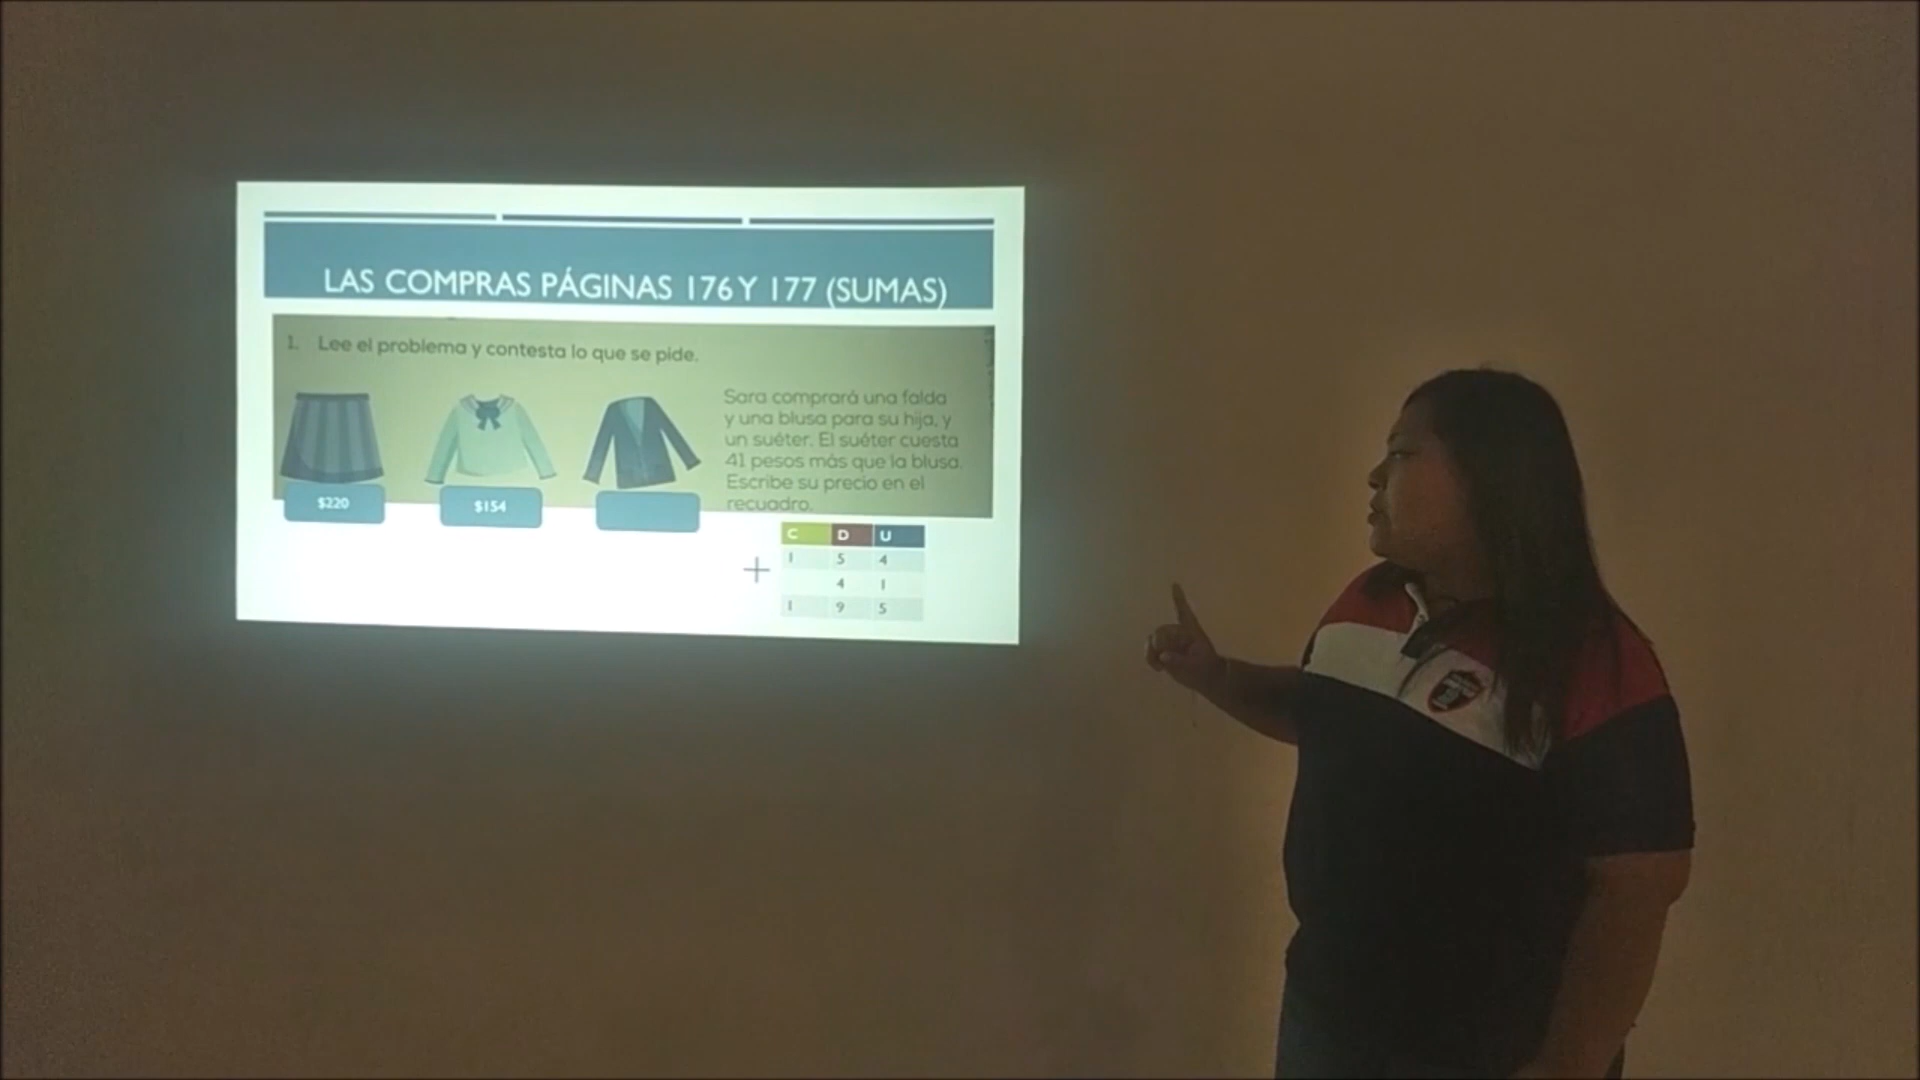 LAS COMPRAS PÁGINAS 176 Y 177 (SUMAS)
1. Lee el problema y contesta lo que se pide.
Sara comprará una falda
y una blusa para su hija, y
un suéter. El suéter cuesta
41 pesos más que la blusa.
Escribe su precio en el
recuadro.
$220
$154
C D U
1 5 4
+ 4 1
1 9 5